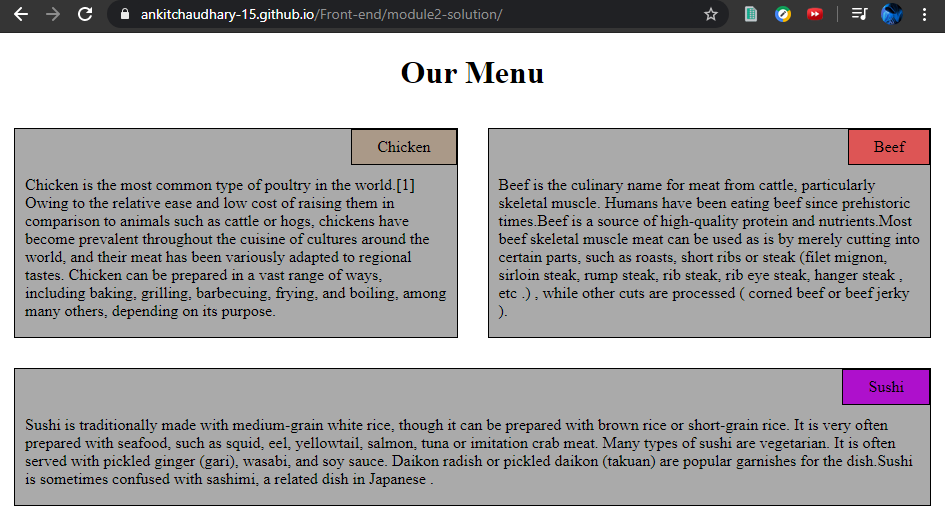 ankitchaudhary-15.github.io/Front-end/module2-solution/
Our Menu
Chicken
Chicken is the most common type of poultry in the world.[1]
Owing to the relative ease and low cost of raising them in
comparison to animals such as cattle or hogs, chickens have
become prevalent throughout the cuisine of cultures around the
world, and their meat has been variously adapted to regional
tastes. Chicken can be prepared in a vast range of ways,
including baking, grilling, barbecuing, frying, and boiling, among
many others, depending on its purpose.
Beef
Beef is the culinary name for meat from cattle, particularly
skeletal muscle. Humans have been eating beef since prehistoric
times.Beef is a source of high-quality protein and nutrients.Most
beef skeletal muscle meat can be used as is by merely cutting into
certain parts, such as roasts, short ribs or steak (filet mignon,
sirloin steak, rump steak, rib steak, rib eye steak, hanger steak ,
etc .) , while other cuts are processed ( corned beef or beef jerky
).
Sushi
Sushi is traditionally made with medium-grain white rice, though it can be prepared with brown rice or short-grain rice. It is very often
prepared with seafood, such as squid, eel, yellowtail, salmon, tuna or imitation crab meat. Many types of sushi are vegetarian. It is often
served with pickled ginger (gari), wasabi, and soy sauce. Daikon radish or pickled daikon (takuan) are popular garnishes for the dish.Sushi
is sometimes confused with sashimi, a related dish in Japanese .